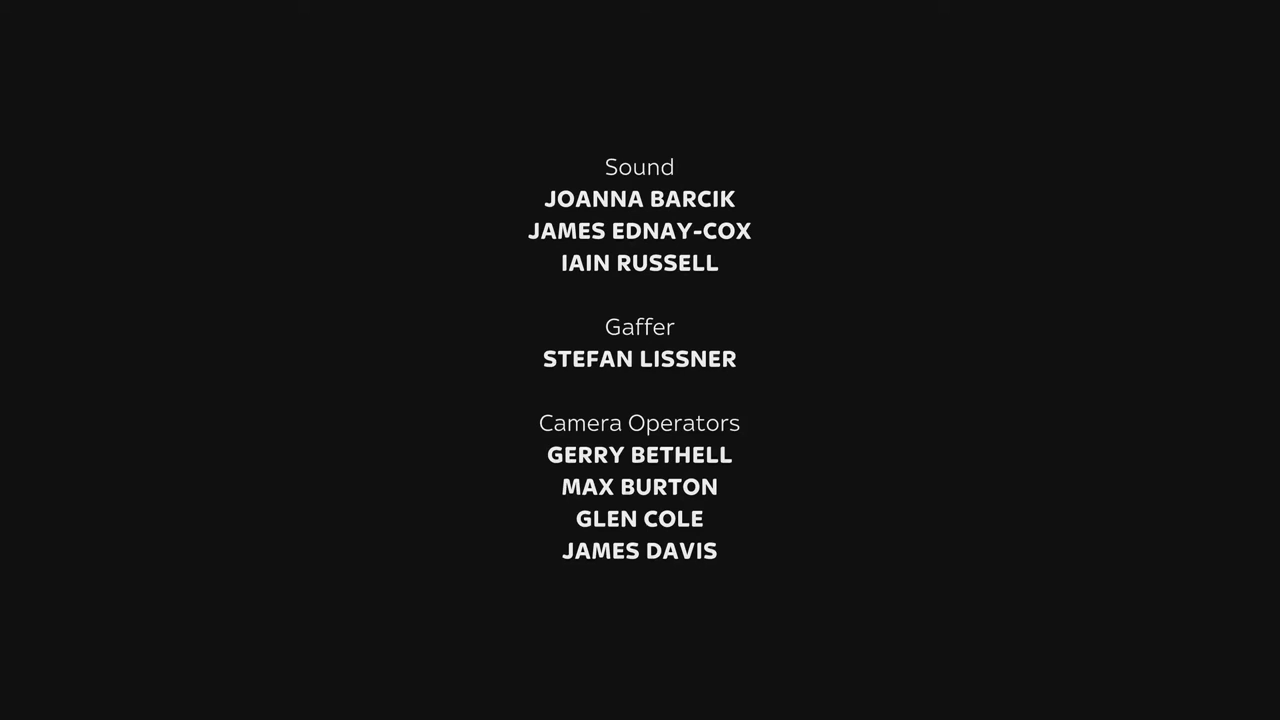 Sound
JOANNA BARCIK
JAMES EDNAY-COX
IAIN RUSSELL
Gaffer
STEFAN LISSNER
Camera Operators
GERRY BETHELL
MAX BURTON
GLEN COLE
JAMES DAVIS